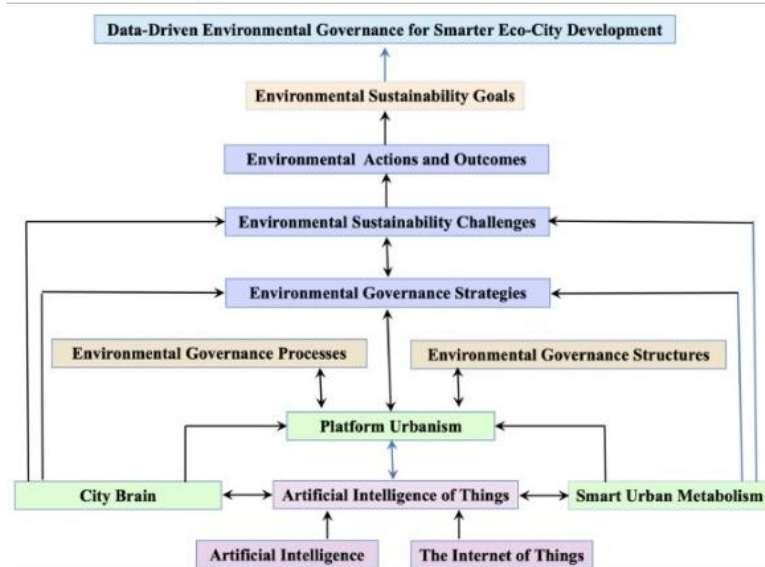 Data-Driven Environmental Governance for Smarter Eco-City Development
Environmental Sustainability Goals
Environmental Actions and Outcomes
Environmental Sustainability Challenges
Environmental Governance Strategies
Environmental Governance Processes
Environmental Governance Structures
Platform Urbanism
City Brain
Artificial Intelligence of Things
Smart Urban Metabolism
Artificial Intelligence
The Internet of Things